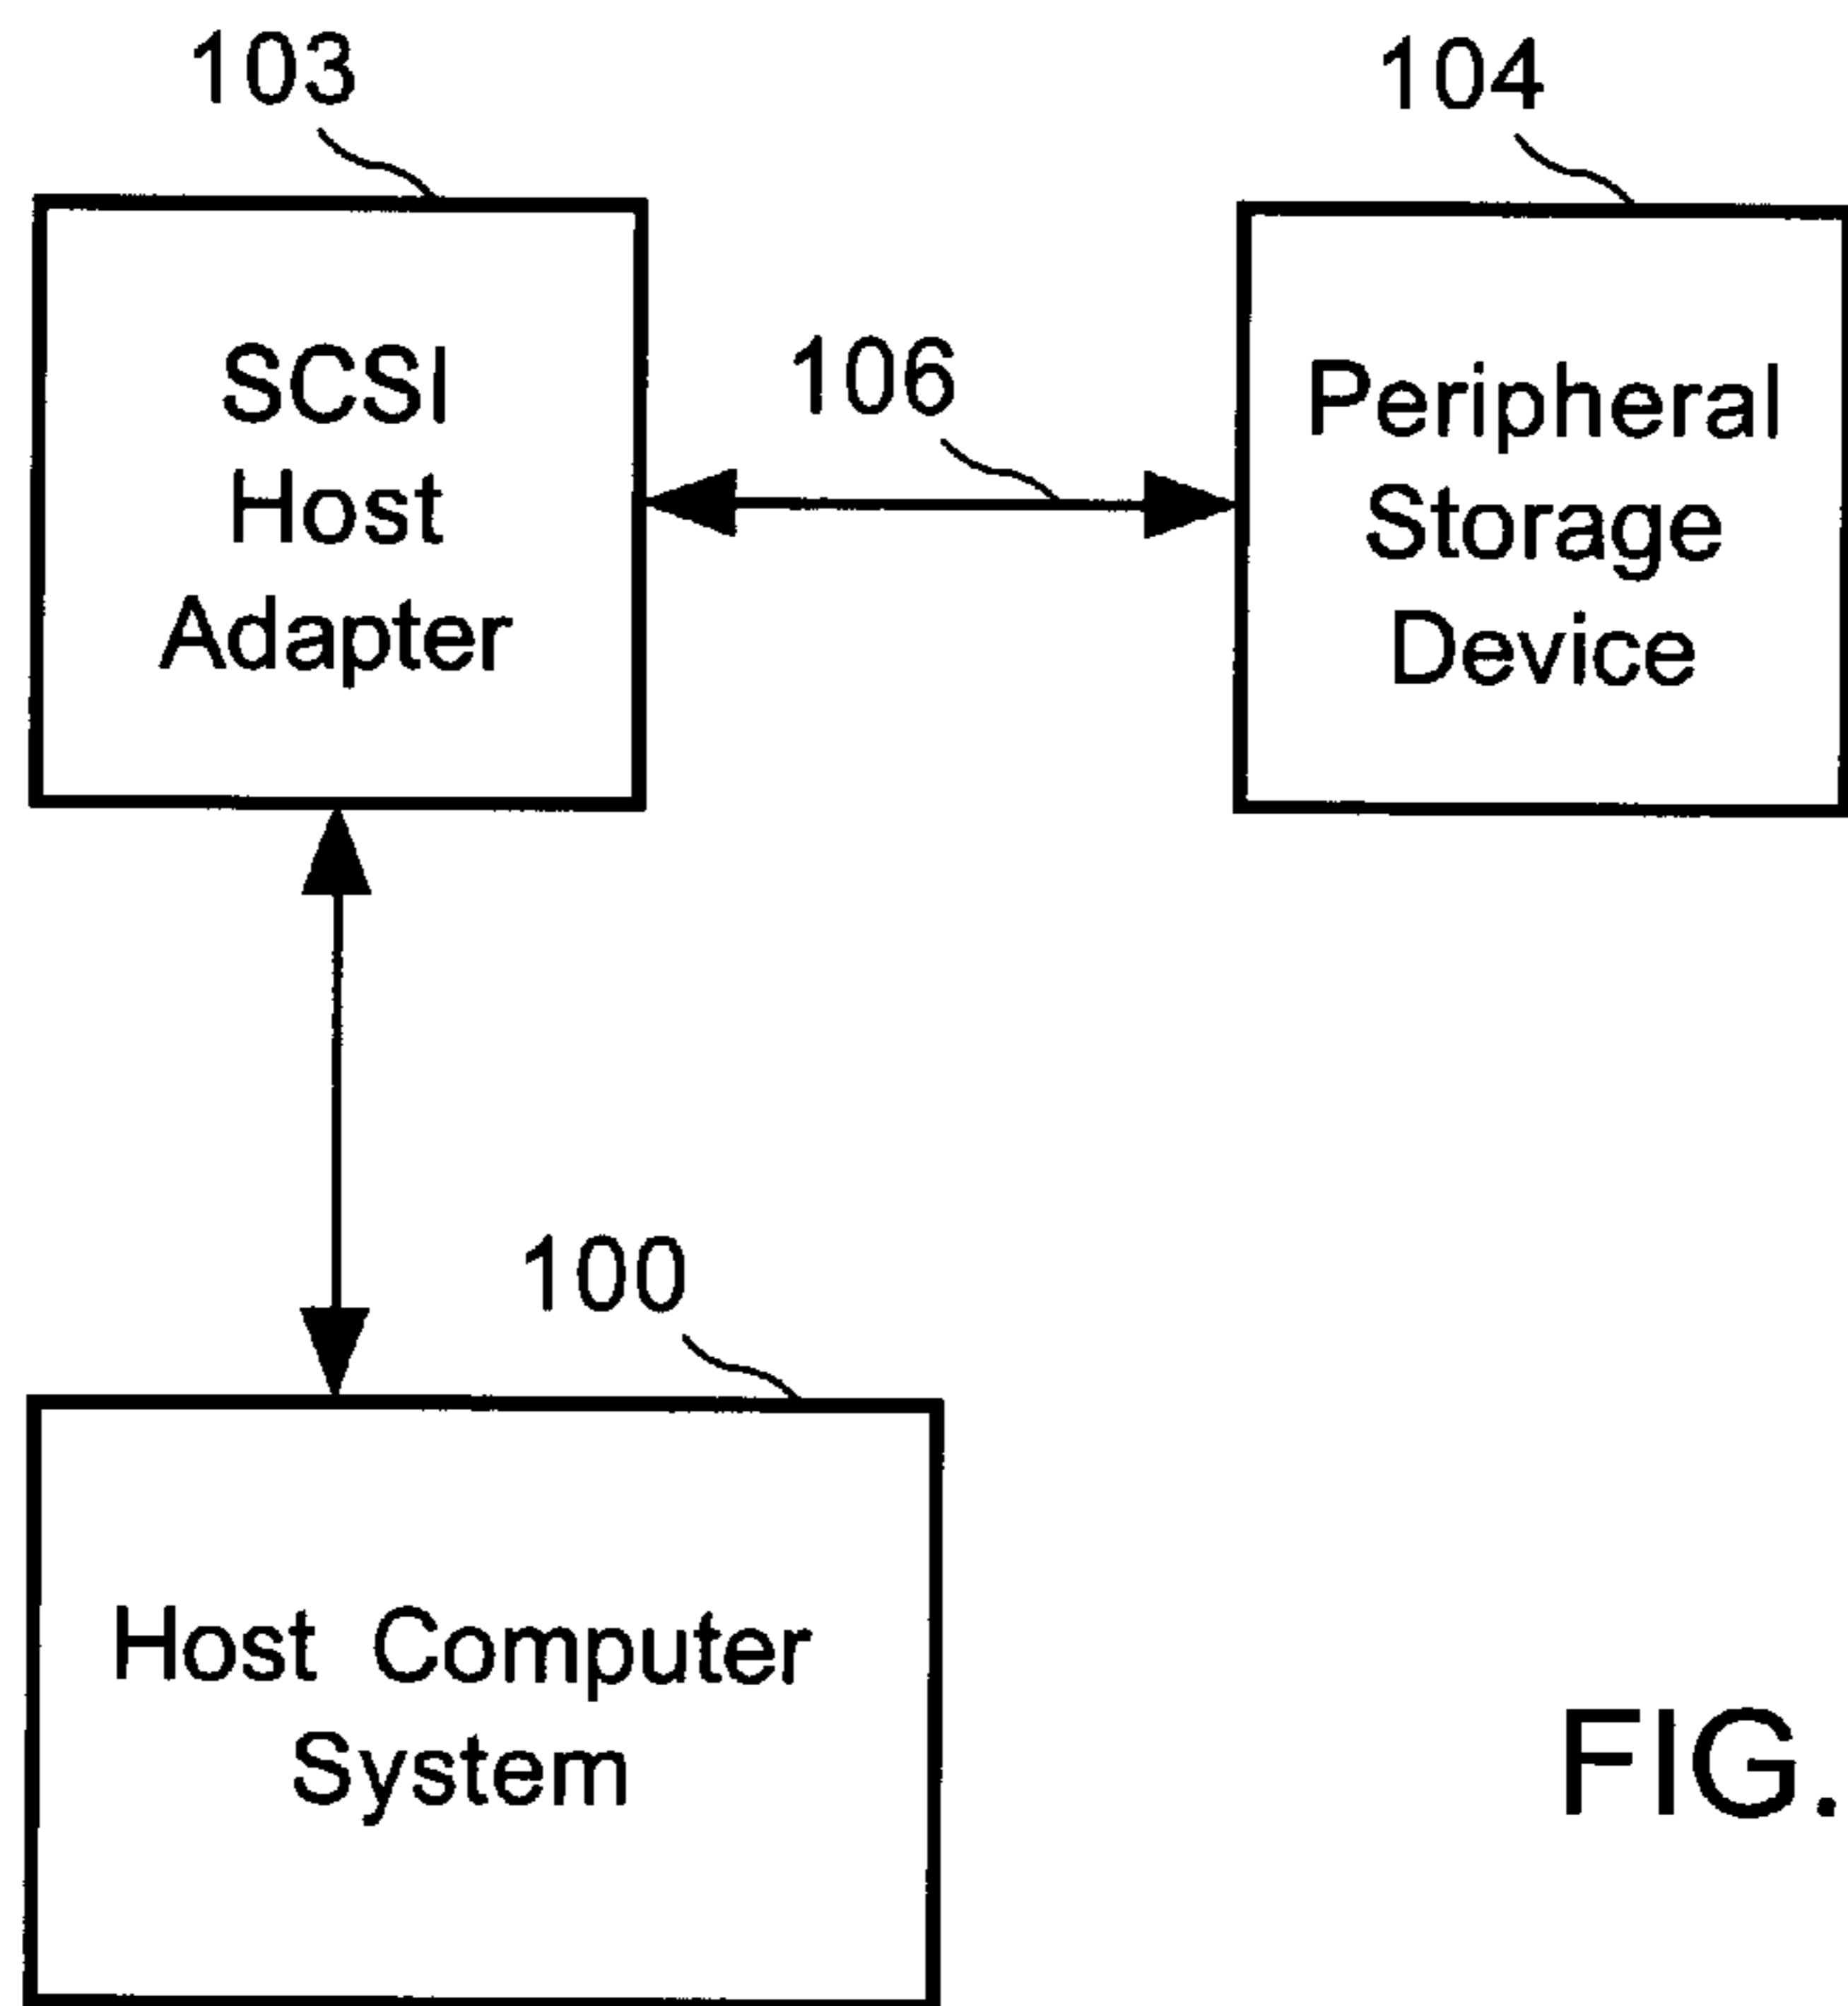 103
104
SCSI
Host
Adapter
106
Peripheral
Storage
Device
100
Host Computer
System
FIG.